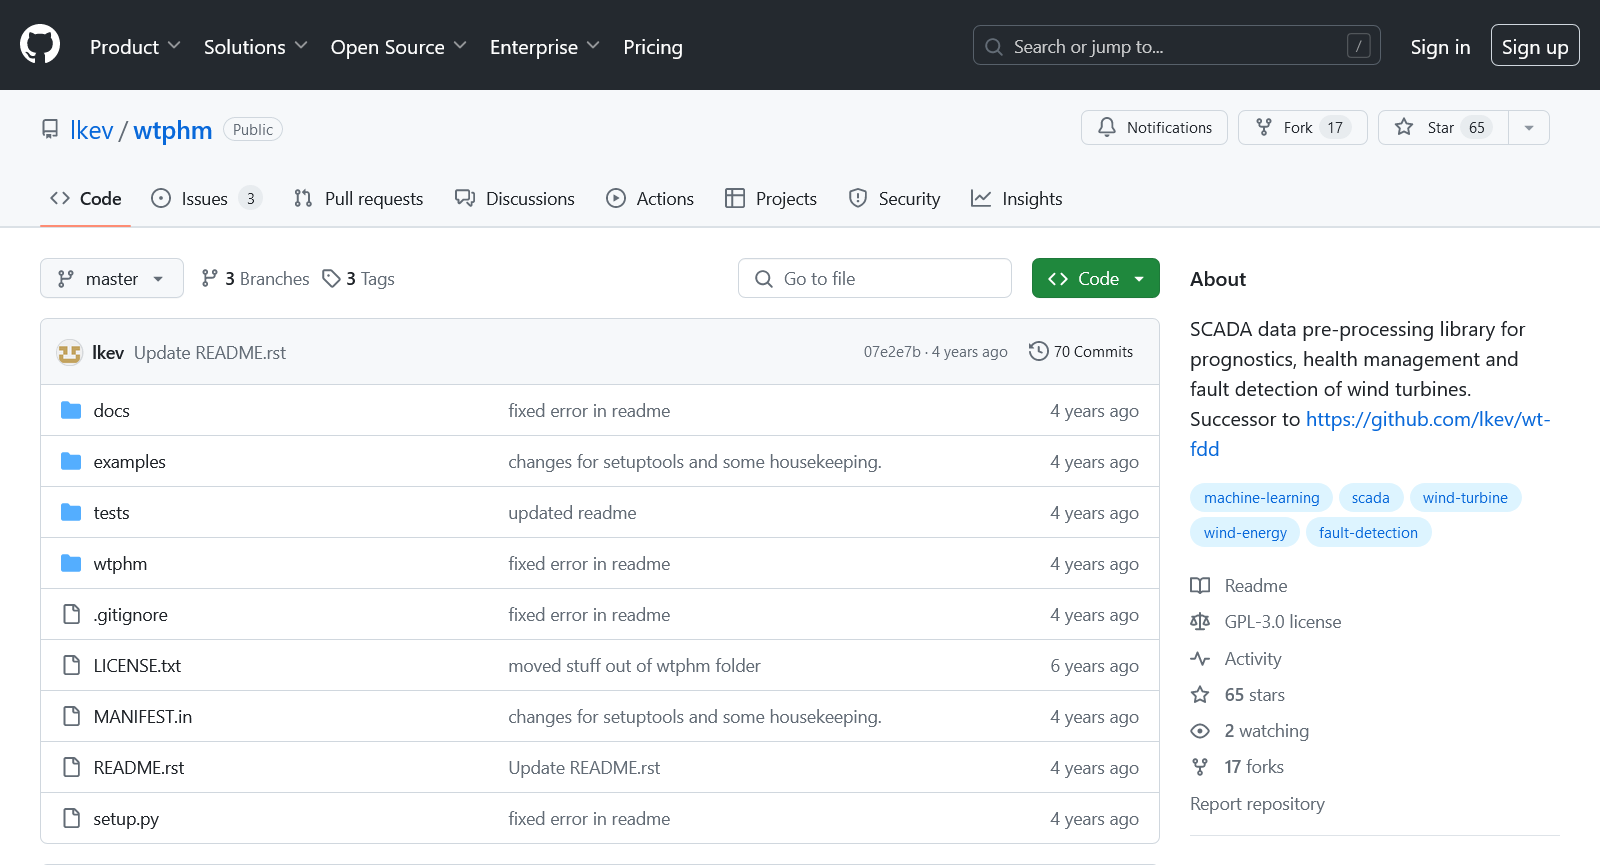 Product Solutions Open Source Enterprise Pricing Search or jump to... / Sign in Sign up
lkev / wtphm Public Notifications Fork 17 Star 65
Code Issues 3 Pull requests Discussions Actions Projects Security Insights
master 3 Branches 3 Tags Go to file Code
lkev Update README.rst 07e2e7b · 4 years ago 70 Commits
docs fixed error in readme 4 years ago
examples changes for setuptools and some housekeeping. 4 years ago
tests updated readme 4 years ago
wtphm fixed error in readme 4 years ago
.gitignore fixed error in readme 4 years ago
LICENSE.txt moved stuff out of wtphm folder 6 years ago
MANIFEST.in changes for setuptools and some housekeeping. 4 years ago
README.rst Update README.rst 4 years ago
setup.py fixed error in readme 4 years ago
About
SCADA data pre-processing library for
prognostics, health management and
fault detection of wind turbines.
Successor to https://github.com/lkev/wt-
fdd
machine-learning scada wind-turbine
wind-energy fault-detection
Readme
GPL-3.0 license
Activity
65 stars
2 watching
17 forks
Report repository